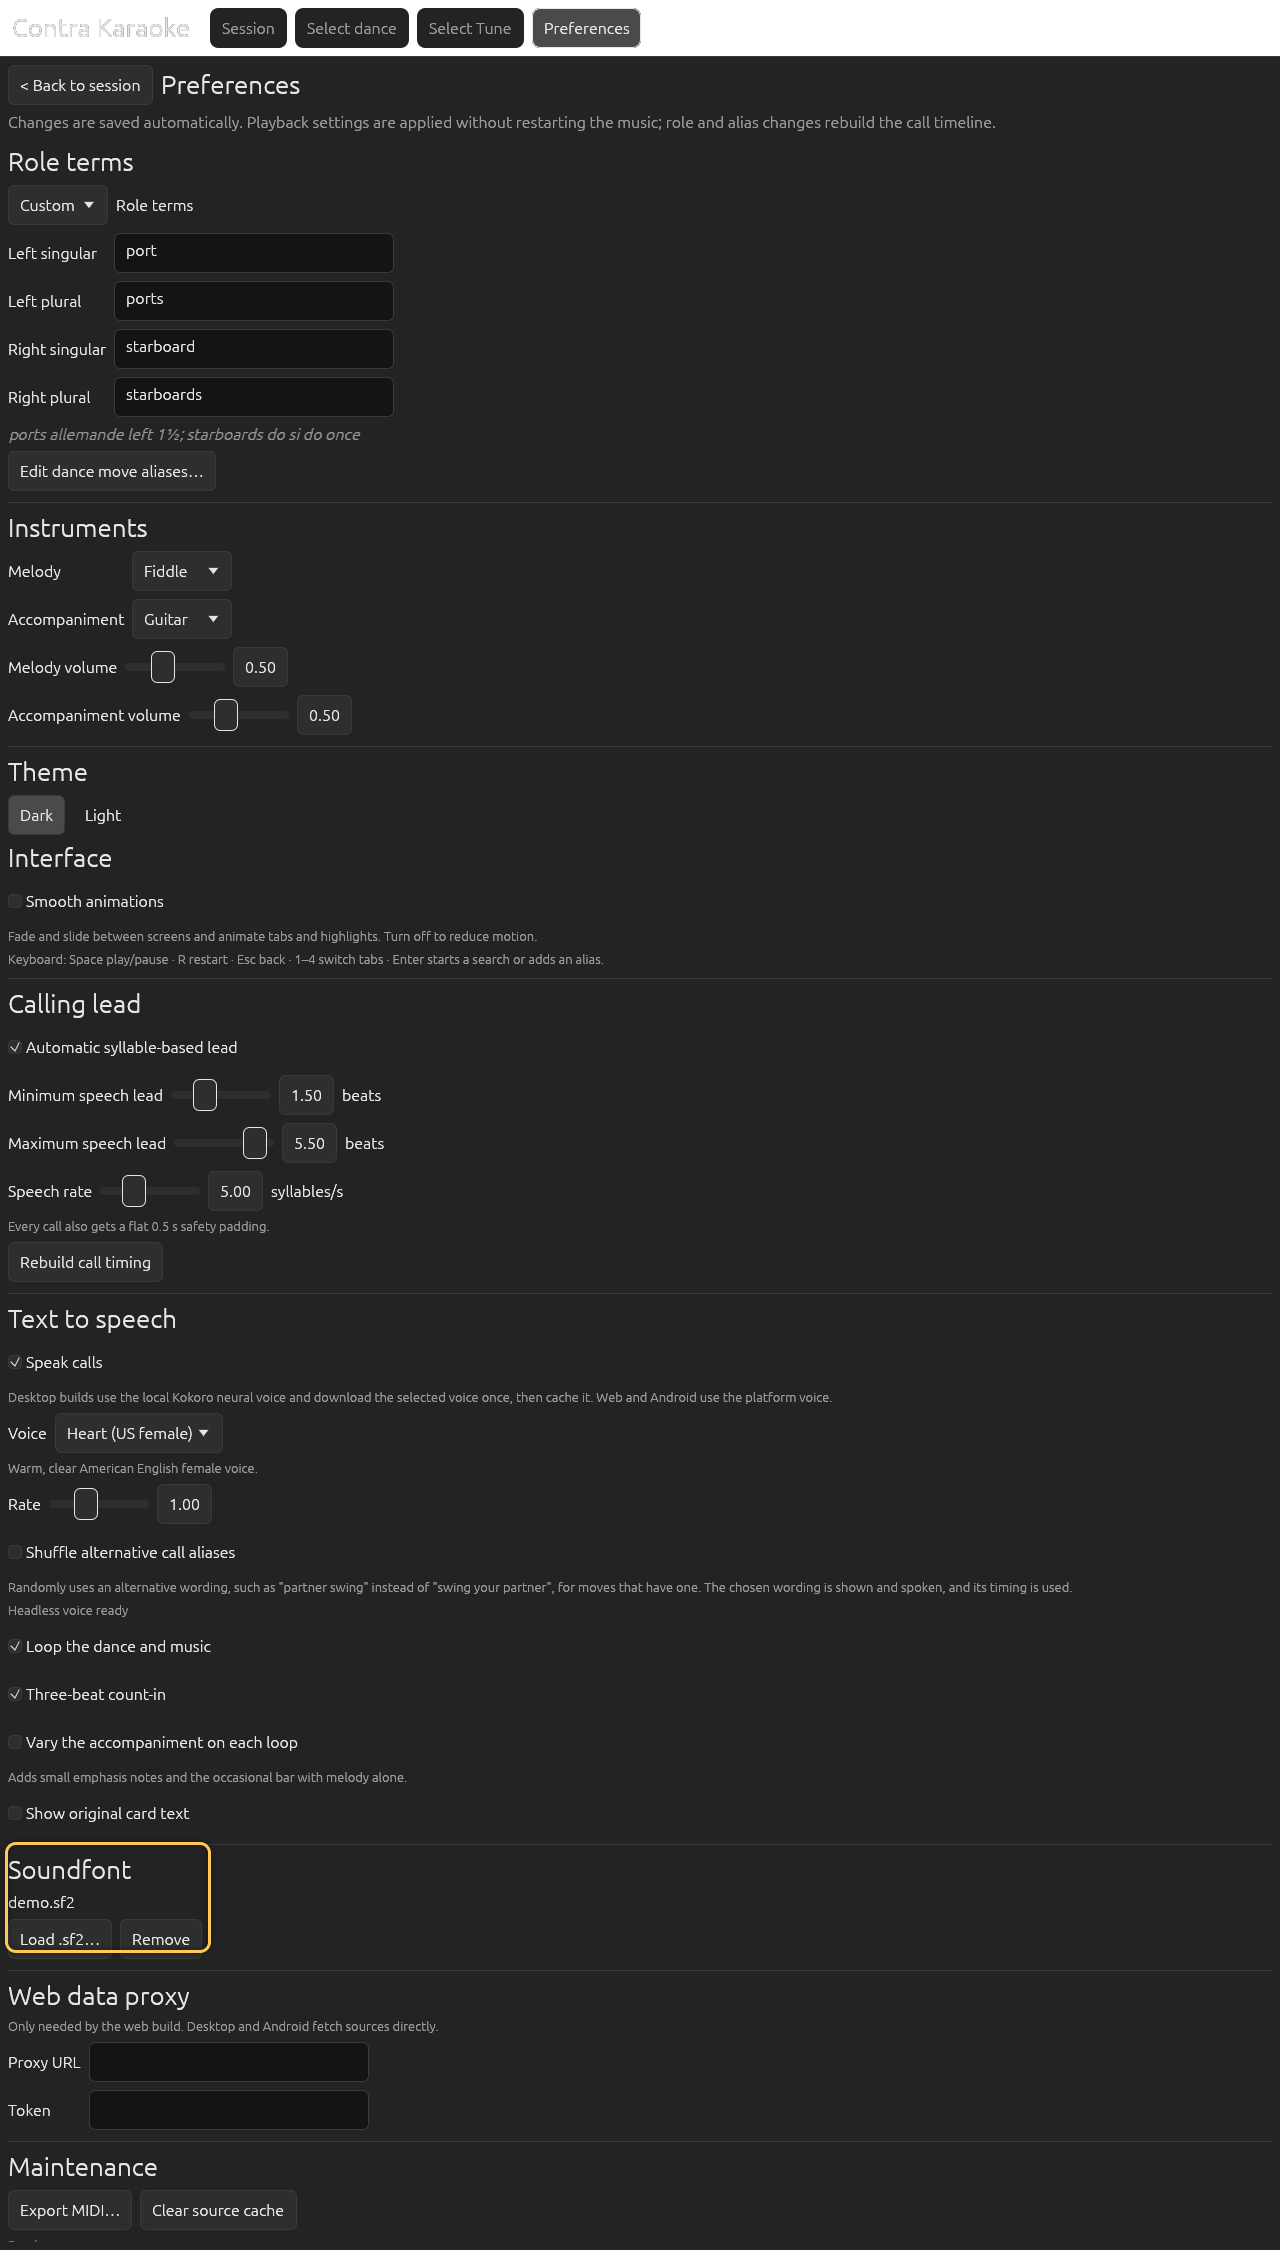 Contra Karaoke Session Select dance Select Tune Preferences
< Back to session Preferences
Changes are saved automatically. Playback settings are applied without restarting the music; role and alias changes rebuild the call timeline.
Role terms
Custom Role terms
Left singular port
Left plural ports
Right singular starboard
Right plural starboards
ports allemande left 1½; starboards do si do once
Edit dance move aliases...
Instruments
Melody Fiddle
Accompaniment Guitar
Melody volume 0.50
Accompaniment volume 0.50
Theme
Dark Light
Interface
Smooth animations
Fade and slide between screens and animate tabs and highlights. Turn off to reduce motion.
Keyboard: Space play/pause · R restart · Esc back · 1–4 switch tabs · Enter starts a search or adds an alias.
Calling lead
Automatic syllable-based lead
Minimum speech lead 1.50 beats
Maximum speech lead 5.50 beats
Speech rate 5.00 syllables/s
Every call also gets a flat 0.5 s safety padding.
Rebuild call timing
Text to speech
Speak calls
Desktop builds use the local Kokoro neural voice and download the selected voice once, then cache it. Web and Android use the platform voice.
Voice Heart (US female)
Warm, clear American English female voice.
Rate 1.00
Shuffle alternative call aliases
Randomly uses an alternative wording, such as "partner swing" instead of "swing your partner", for moves that have one. The chosen wording is shown and spoken, and its timing is used.
Headless voice ready
Loop the dance and music
Three-beat count-in
Vary the accompaniment on each loop
Adds small emphasis notes and the occasional bar with melody alone.
Show original card text
Soundfont
demo.sf2
Load .sf2... Remove
Web data proxy
Only needed by the web build. Desktop and Android fetch sources directly.
Proxy URL
Token
Maintenance
Export MIDI... Clear source cache